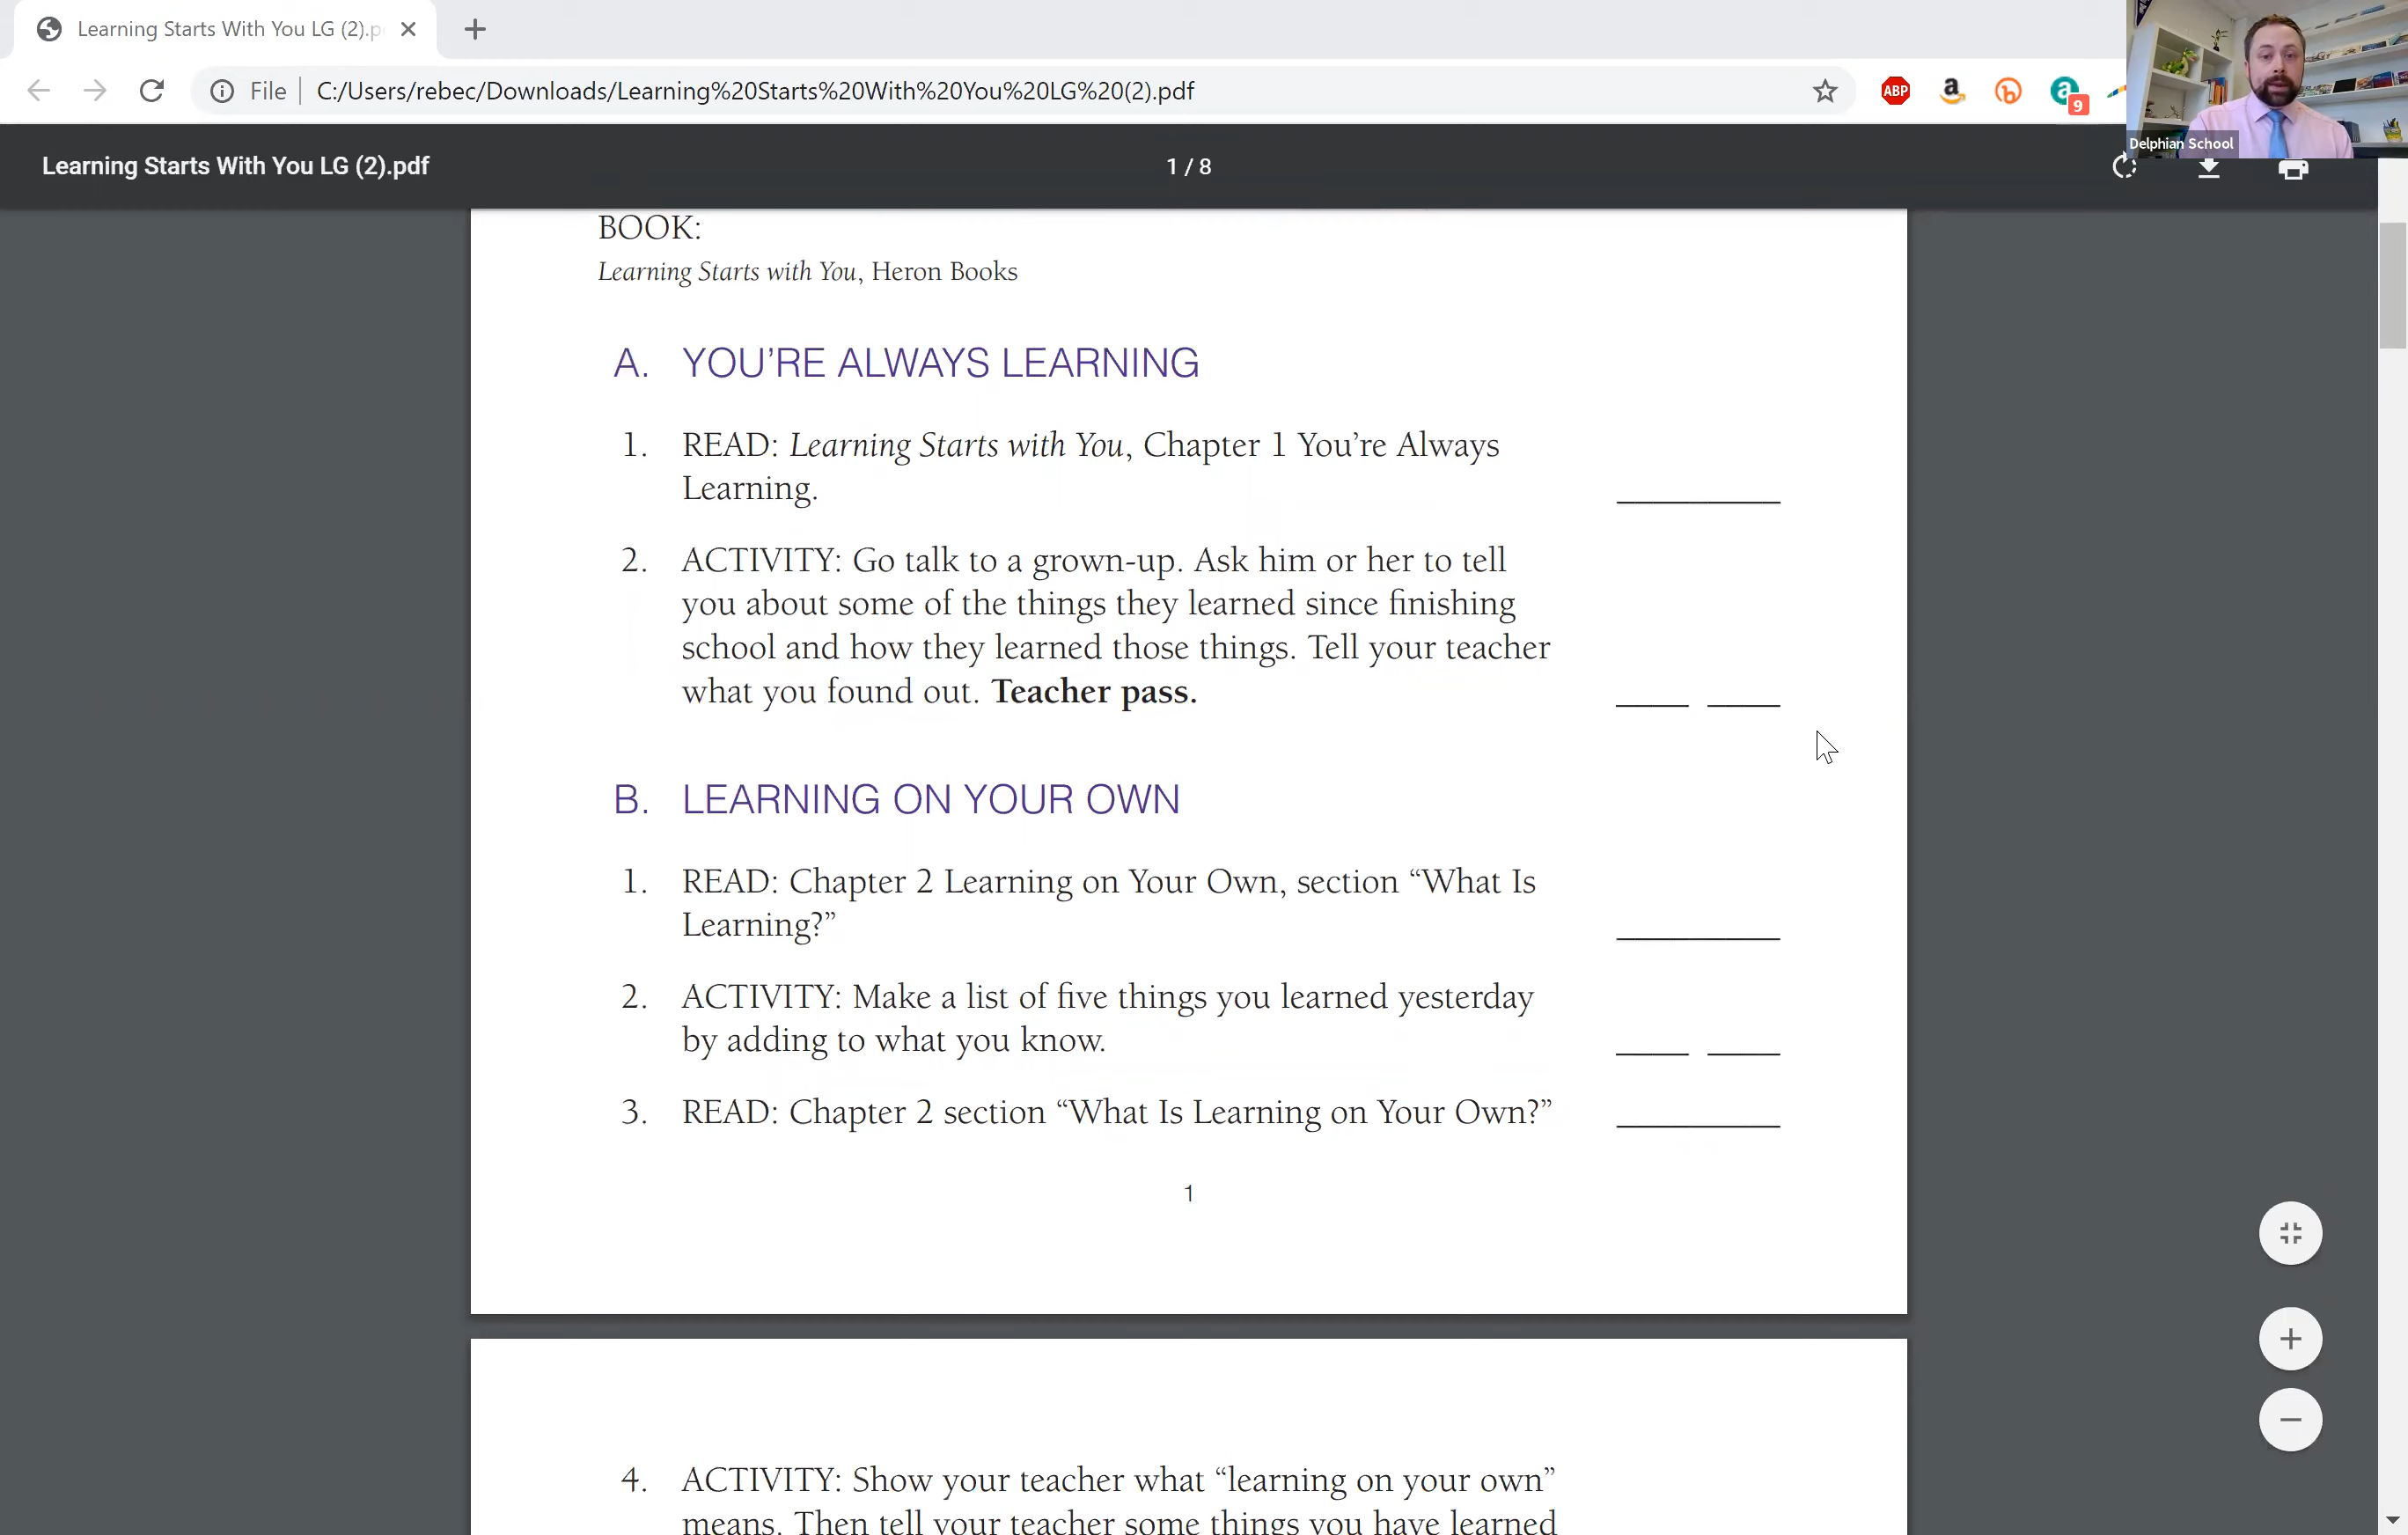 Learning Starts With You LG (2).p
File
C:/Users/rebec/Downloads/Learning%20Starts%20With%20You%20LG%20(2).pdf
ABP
a
b
a
9
Delphian School
Learning Starts With You LG (2).pdf
1 / 8
BOOK:
Learning Starts with You, Heron Books
A. YOU’RE ALWAYS LEARNING
1. READ: Learning Starts with You, Chapter 1 You’re Always
Learning.
2. ACTIVITY: Go talk to a grown-up. Ask him or her to tell
you about some of the things they learned since finishing
school and how they learned those things. Tell your teacher
what you found out. Teacher pass.
B. LEARNING ON YOUR OWN
1. READ: Chapter 2 Learning on Your Own, section “What Is
Learning?”
2. ACTIVITY: Make a list of five things you learned yesterday
by adding to what you know.
3. READ: Chapter 2 section “What Is Learning on Your Own?”
1
4. ACTIVITY: Show your teacher what “learning on your own”
means. Then tell your teacher some things you have learned